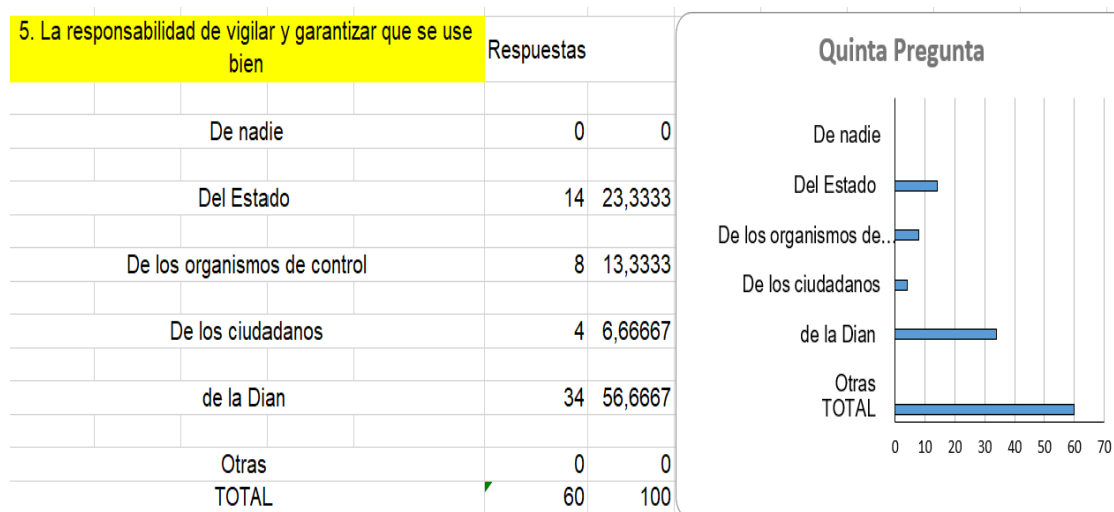 5. La responsabilidad de vigilar y garantizar que se use
bien
Respuestas
De nadie 0 0
Del Estado 14 23,3333
De los organismos de control 8 13,3333
De los ciudadanos 4 6,66667
de la Dian 34 56,6667
Otras 0 0
TOTAL 60 100
Quinta Pregunta
De nadie
Del Estado
De los organismos de...
De los ciudadanos
de la Dian
Otras
TOTAL
0 10 20 30 40 50 60 70